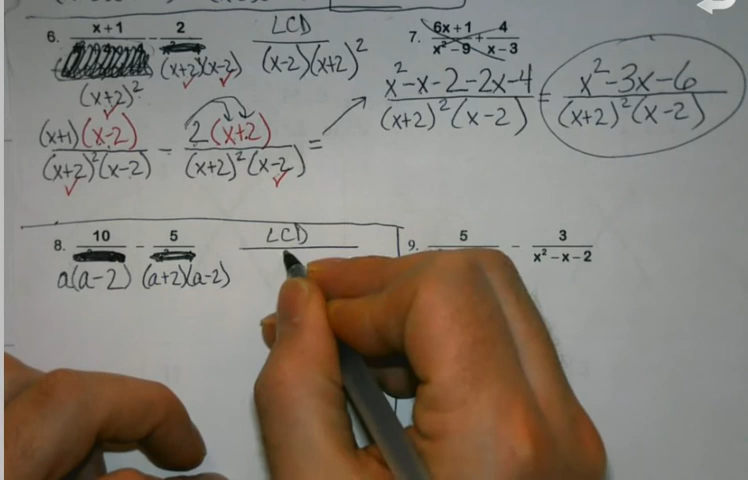 6. x+1 / (x+2)² - 2 / (x+2)(x-2)
LCD
(x-2)(x+2)²
7. 6x+1 / x²-9 + 4 / x-3
(x+1)(x-2) / (x+2)²(x-2) - 2(x+2) / (x+2)²(x-2) =
x²-x-2-2x-4 / (x+2)²(x-2) = x²-3x-6 / (x+2)²(x-2)
8. 10 / a(a-2) - 5 / (a+2)(a-2)
LCD
9. 5 - 3 / x²-x-2